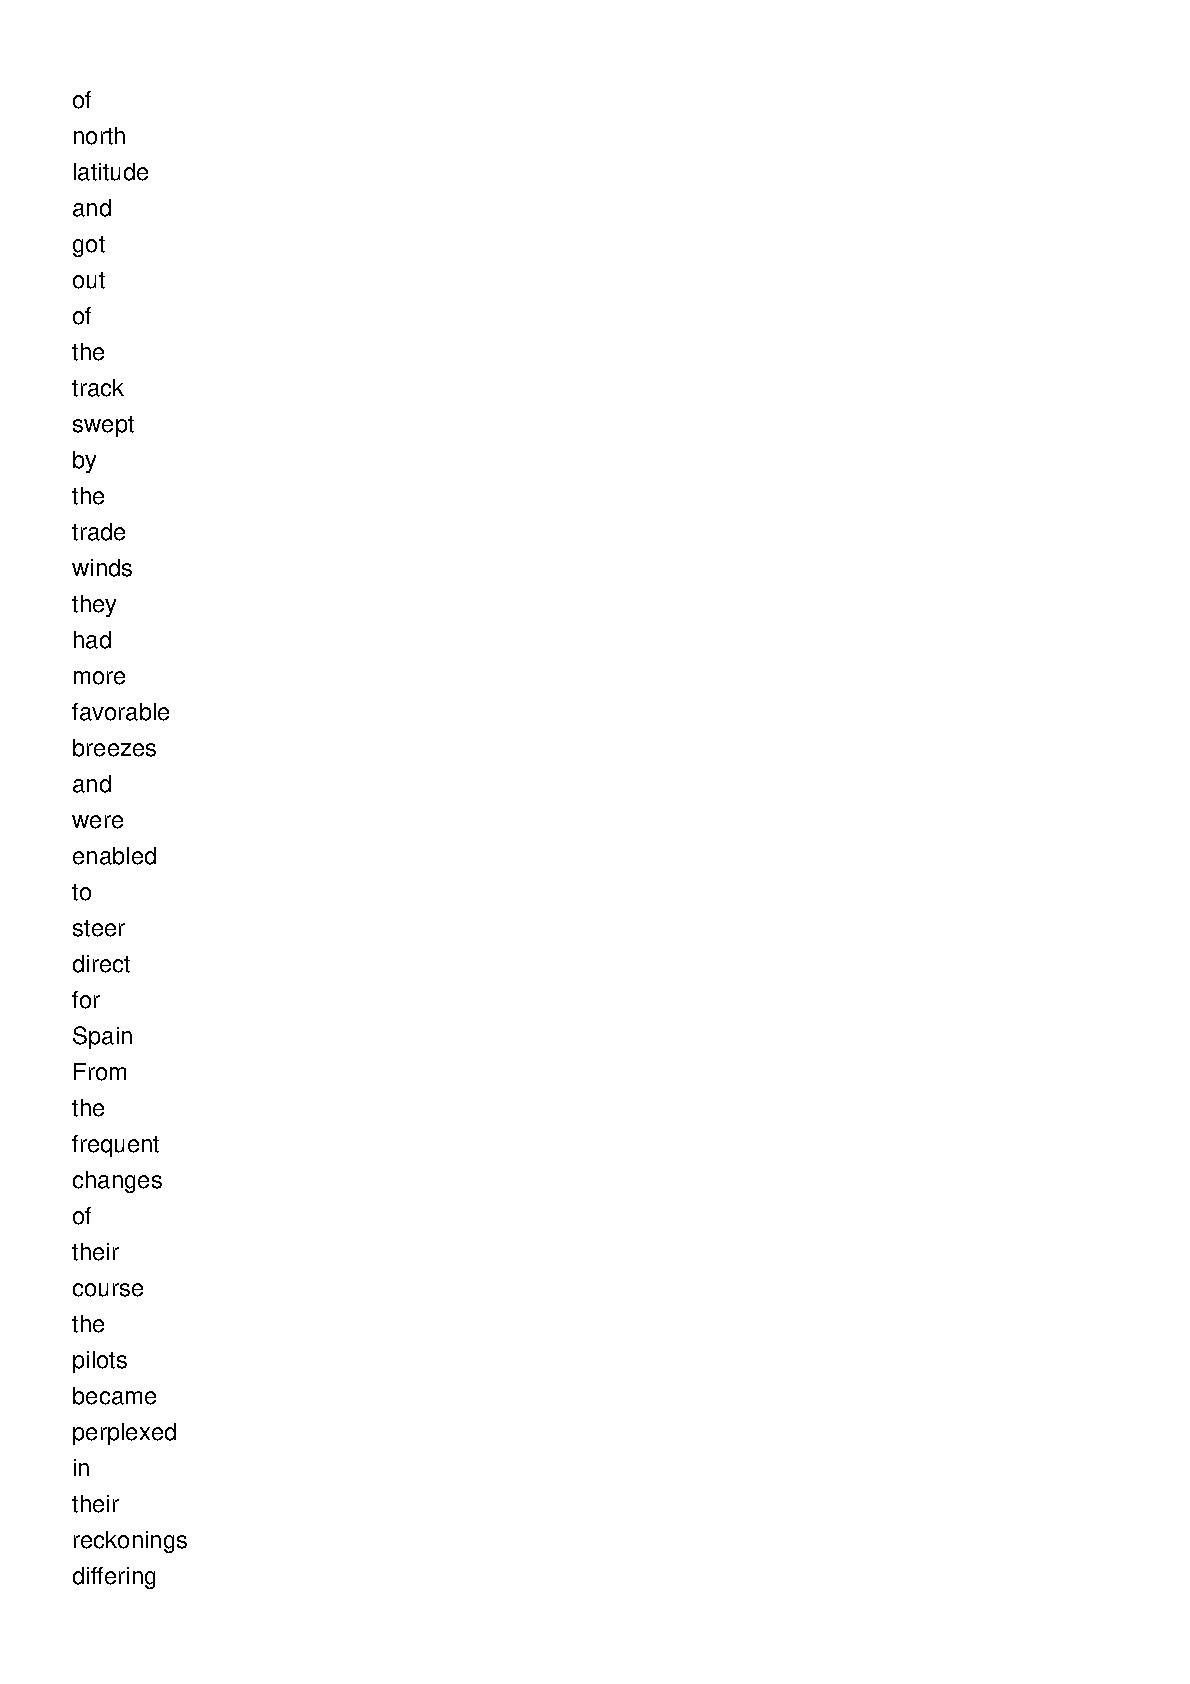 of
north
latitude
and
got
out
of
the
track
swept
by
the
trade
winds
they
had
more
favorable
breezes
and
were
enabled
to
steer
direct
for
Spain
From
the
frequent
changes
of
their
course
the
pilots
became
perplexed
in
their
reckonings
differing